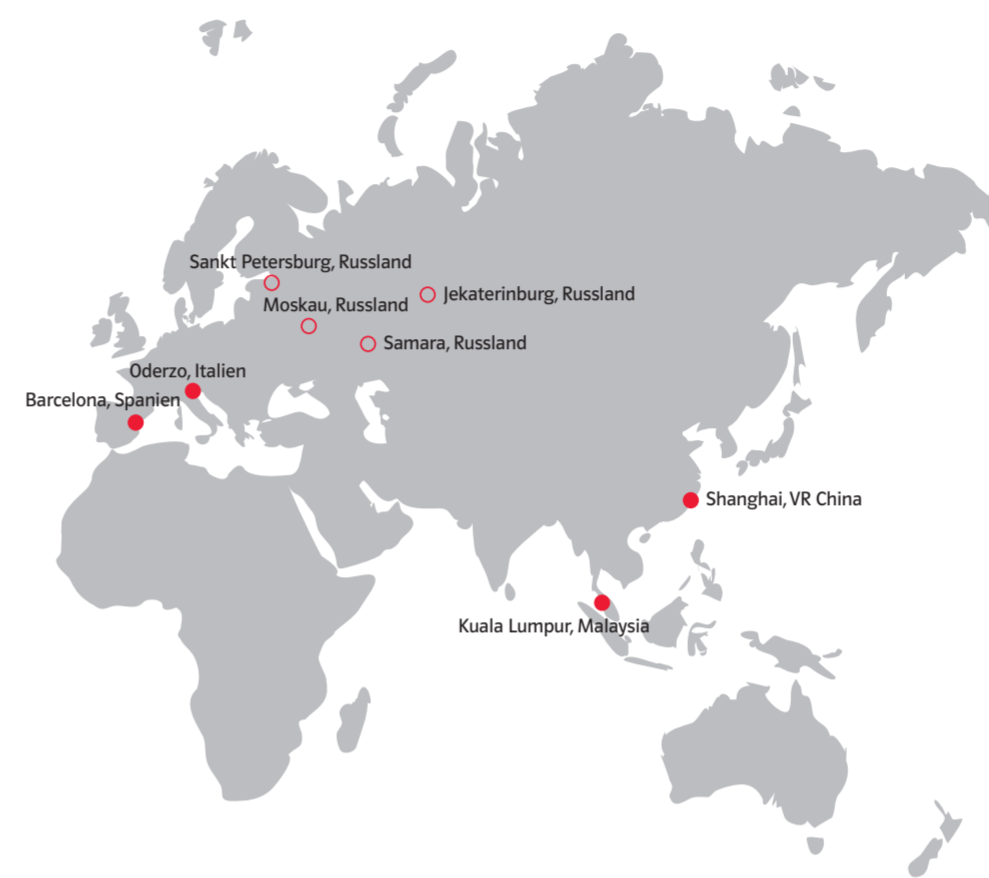 Sankt Petersburg, Russland
Jekaterinburg, Russland
Moskau, Russland
Samara, Russland
Oderzo, Italien
Barcelona, Spanien
Shanghai, VR China
Kuala Lumpur, Malaysia